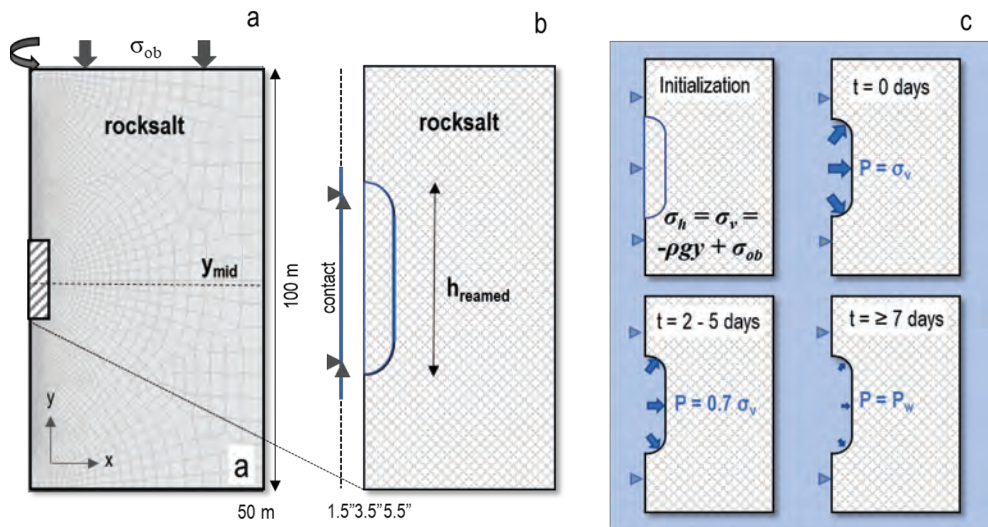 a
σob
rocksalt
ymid
100 m
y
x
a
50 m
b
rocksalt
contact
hreamed
1.5"3.5"5.5"
c
Initialization
σh = σv =
-ρgy + σob
t = 0 days
P = σv
t = 2 - 5 days
P = 0.7 σv
t = ≥ 7 days
P = Pw